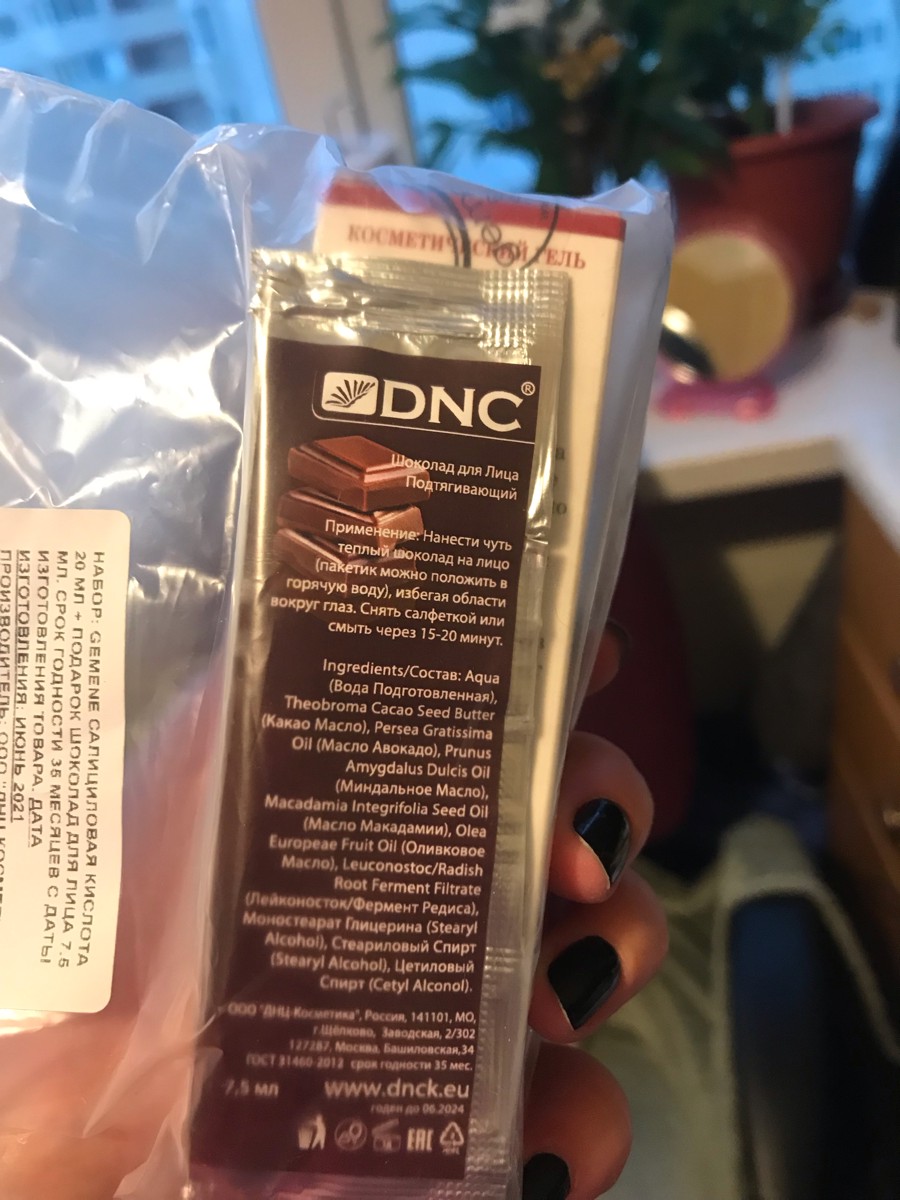 КОСМЕТИЧЕСКИЙ ГЕЛЬ
DNC®
Шоколад для Лица
Подтягивающий
Применение: Нанести чуть
теплый шоколад на лицо
(пакетик можно положить в
горячую воду), избегая области
вокруг глаз. Снять салфеткой или
смыть через 15-20 минут.
Ingredients/Состав: Aqua
(Вода Подготовленная),
Theobroma Cacao Seed Butter
(Какао Масло), Persea Gratissima
Oil (Масло Авокадо), Prunus
Amygdalus Dulcis Oil
(Миндальное Масло),
Macadamia Integrifolia Seed Oil
(Масло Макадамии), Olea
Europeae Fruit Oil (Оливковое
Масло), Leuconostoc/Radish
Root Ferment Filtrate
(Лейконосток/Фермент Редиса),
Моностеарат Глицерина (Stearyl
Alcohol), Стеариловый Спирт
(Stearyl Alcohol), Цетиловый
Спирт (Cetyl Alconol).
ООО "ДНЦ-Косметика", Россия, 141101, МО,
г.Щёлково, Заводская, 2/302
127287, Москва, Башиловская,34
ГОСТ 31460-2012 срок годности 35 мес.
7,5 мл www.dnck.eu
годен до 06.2024
EAC
НАБОР: GEMENE САЛИЦИЛОВАЯ КИСЛОТА
20 МЛ + ПОДАРОК ШОКОЛАД ДЛЯ ЛИЦА 7.5
МЛ. СРОК ГОДНОСТИ 35 МЕСЯЦЕВ С ДАТЫ
ИЗГОТОВЛЕНИЯ ТОВАРА. ДАТА
ИЗГОТОВЛЕНИЯ: ИЮНЬ 2021
ПРОИЗВОДИТЕЛЬ: ООО "ДНЦ